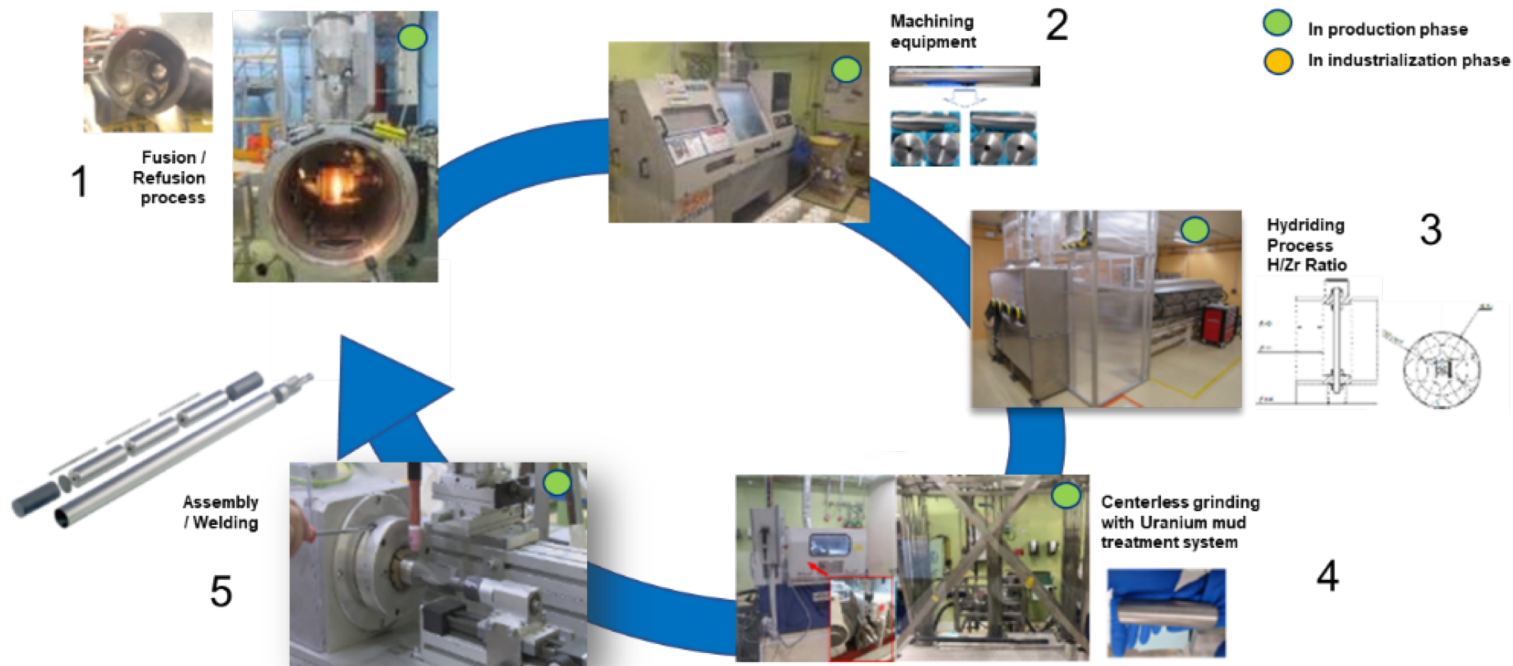 1
Fusion /
Refusion
process
Machining
equipment
2
In production phase
In industrialization phase
Hydriding
Process
H/Zr Ratio
3
Centerless grinding
with Uranium mud
treatment system
4
Assembly
/ Welding
5